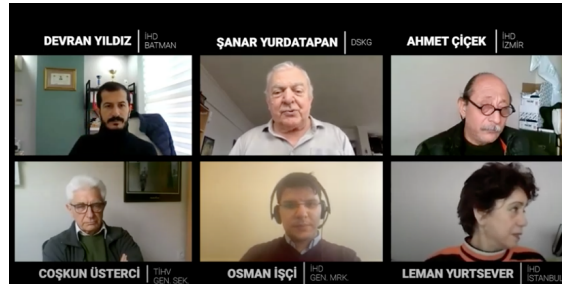 DEVRAN YILDIZ
İHD
BATMAN
ŞANAR YURDATAPAN
DSKG
AHMET ÇİÇEK
İHD
İZMİR
COŞKUN ÜSTERCİ
TİHV
GEN. SEK.
OSMAN İŞÇİ
İHD
GEN. MRK.
LEMAN YURTSEVER
İHD
İSTANBUL